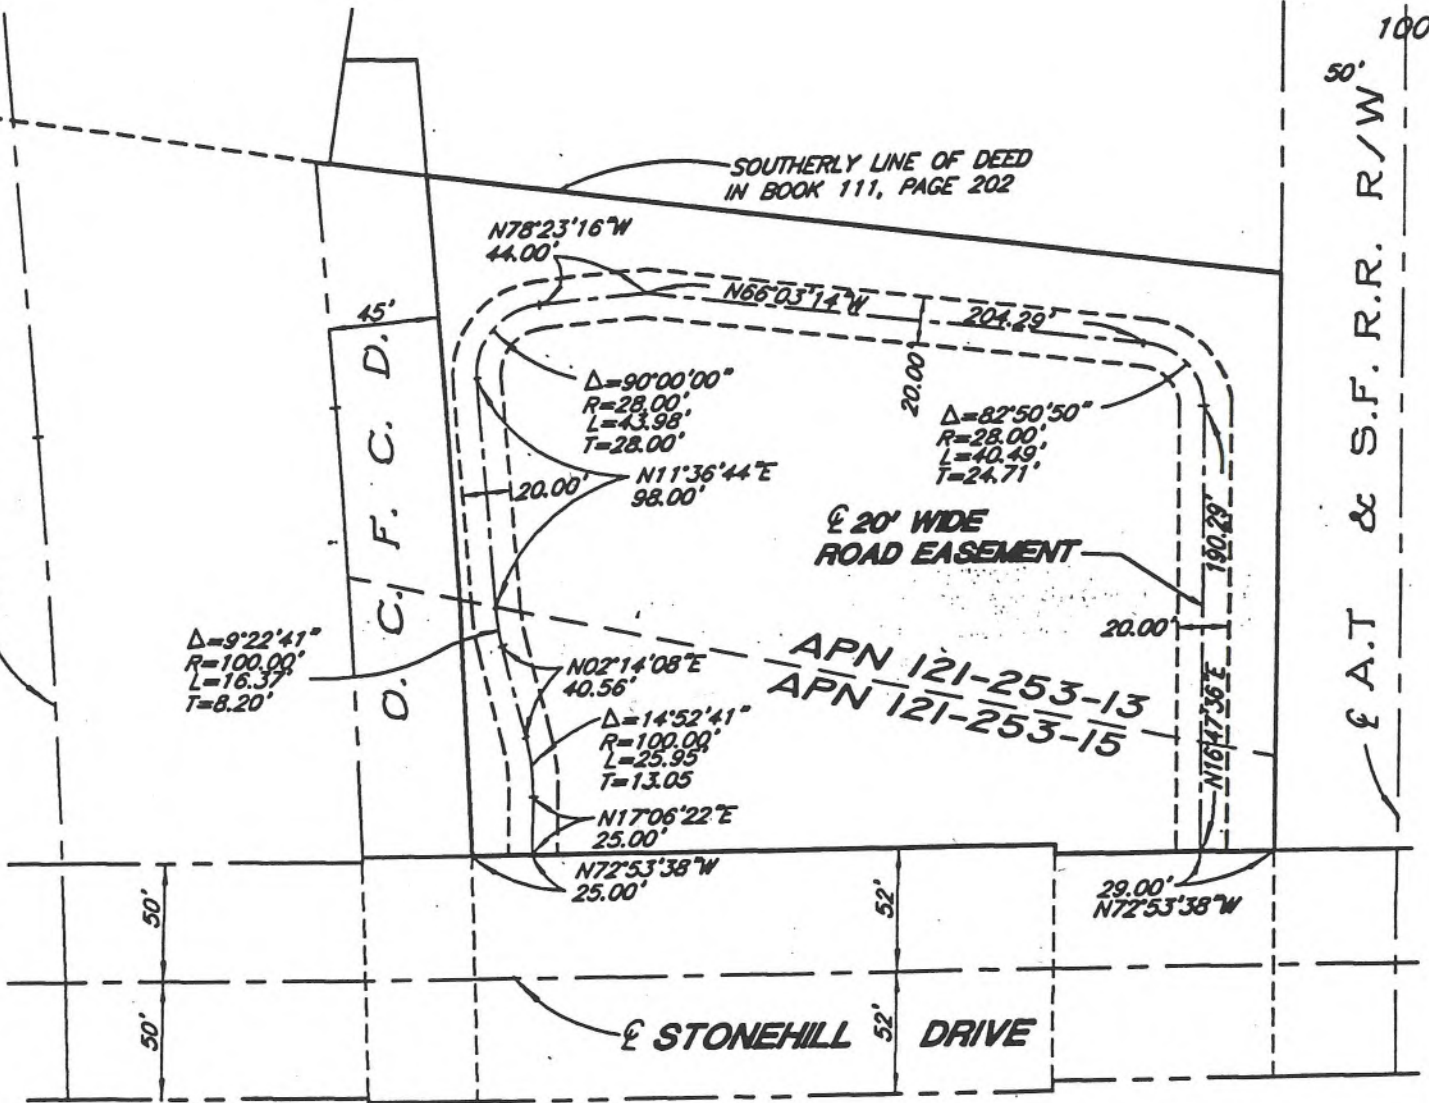 100
50'
SOUTHERLY LINE OF DEED
IN BOOK 111, PAGE 202
N78°23'16"W
44.00'
N66°03'14"W
204.29'
20.00'
45'
Δ=90°00'00"
R=28.00'
L=43.98'
T=28.00'
Δ=82°50'50"
R=28.00'
L=40.49'
T=24.71'
N11°36'44"E
98.00'
20.00'
℄ 20' WIDE
ROAD EASEMENT
190.29'
20.00'
N16°47'36"E
O. C. F. C. D.
℄ A.T & S.F. R.R. R/W
Δ=9°22'41"
R=100.00'
L=16.37'
T=8.20'
N02°14'08"E
40.56'
APN 121-253-13
APN 121-253-15
Δ=14°52'41"
R=100.00'
L=25.95'
T=13.05
N17°06'22"E
25.00'
N72°53'38"W
25.00'
29.00'
N72°53'38"W
50'
52'
50'
52'
℄ STONEHILL DRIVE